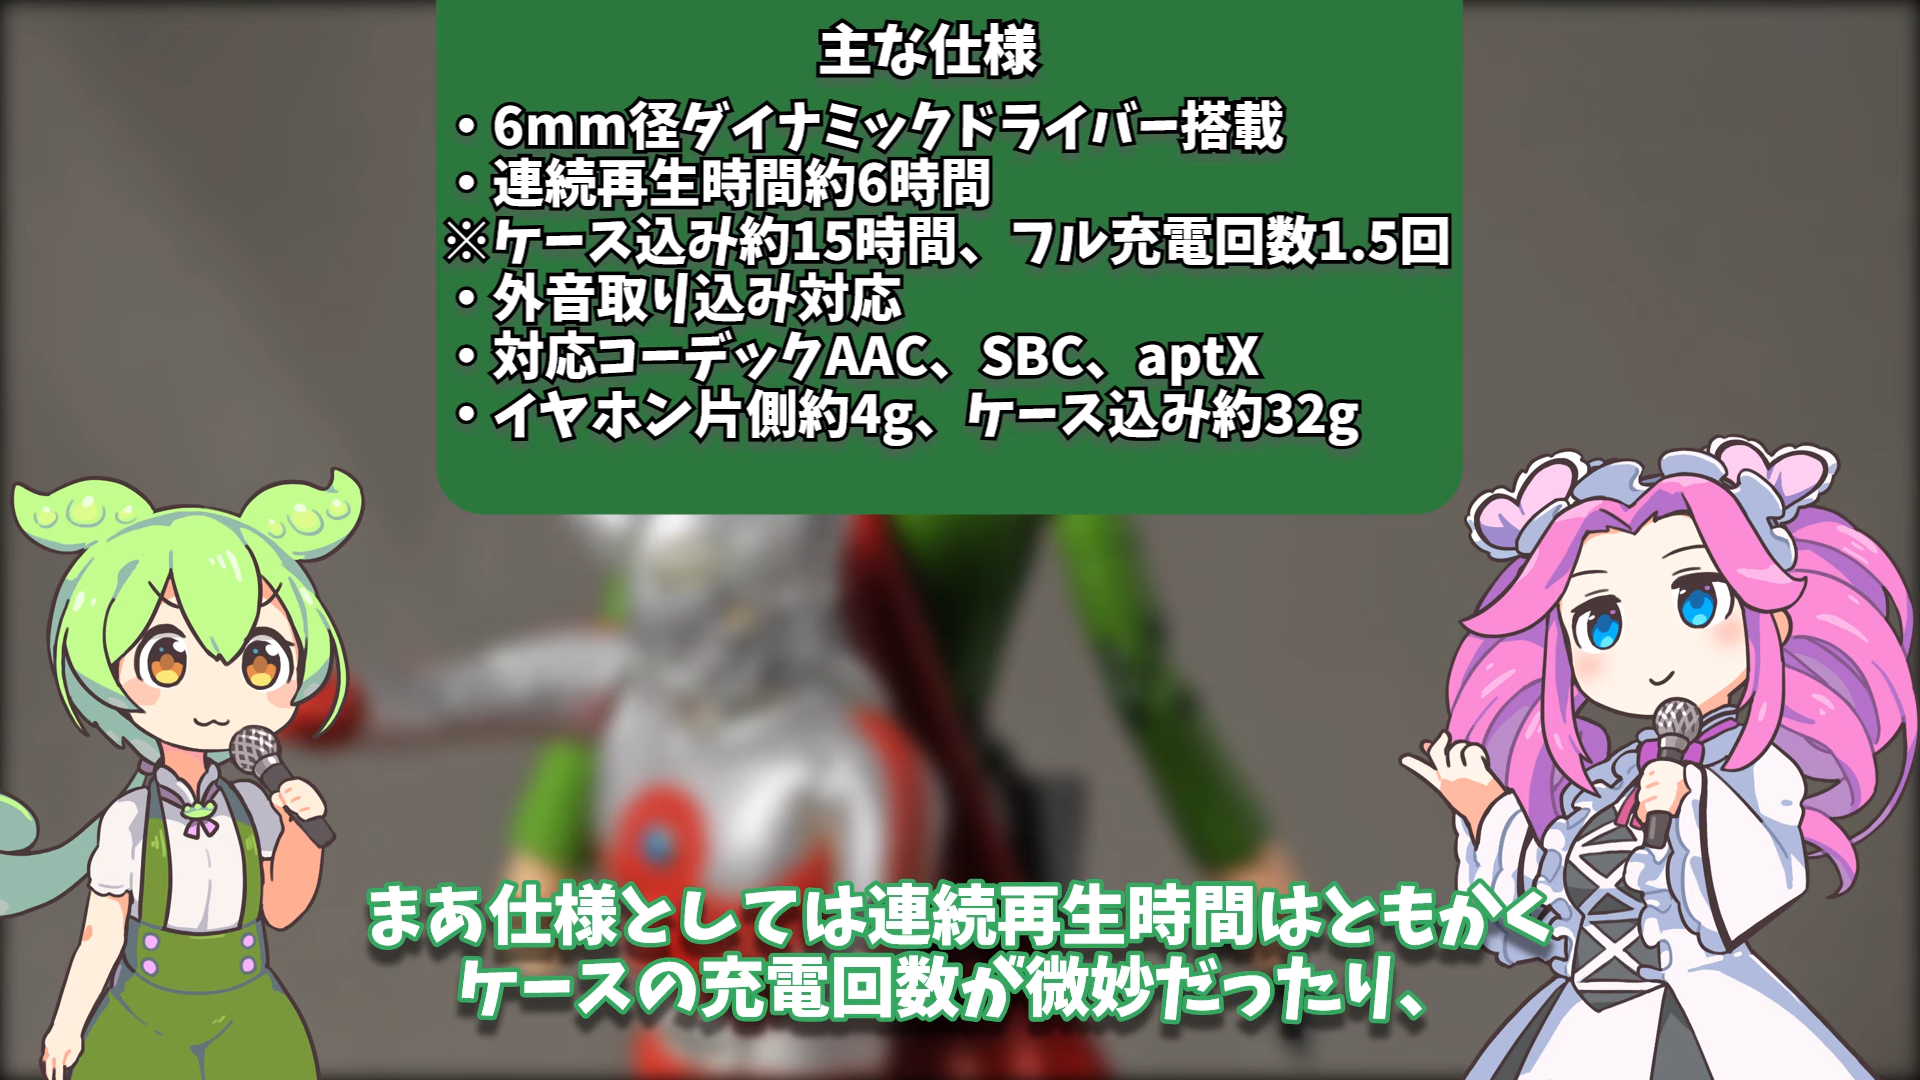 主な仕様
・6mm径ダイナミックドライバー搭載
・連続再生時間約6時間
※ケース込み約15時間、フル充電回数1.5回
・外音取り込み対応
・対応コーデックAAC、SBC、aptX
・イヤホン片側約4g、ケース込み約32g
まあ仕様としては連続再生時間はともかく
ケースの充電回数が微妙だったり、